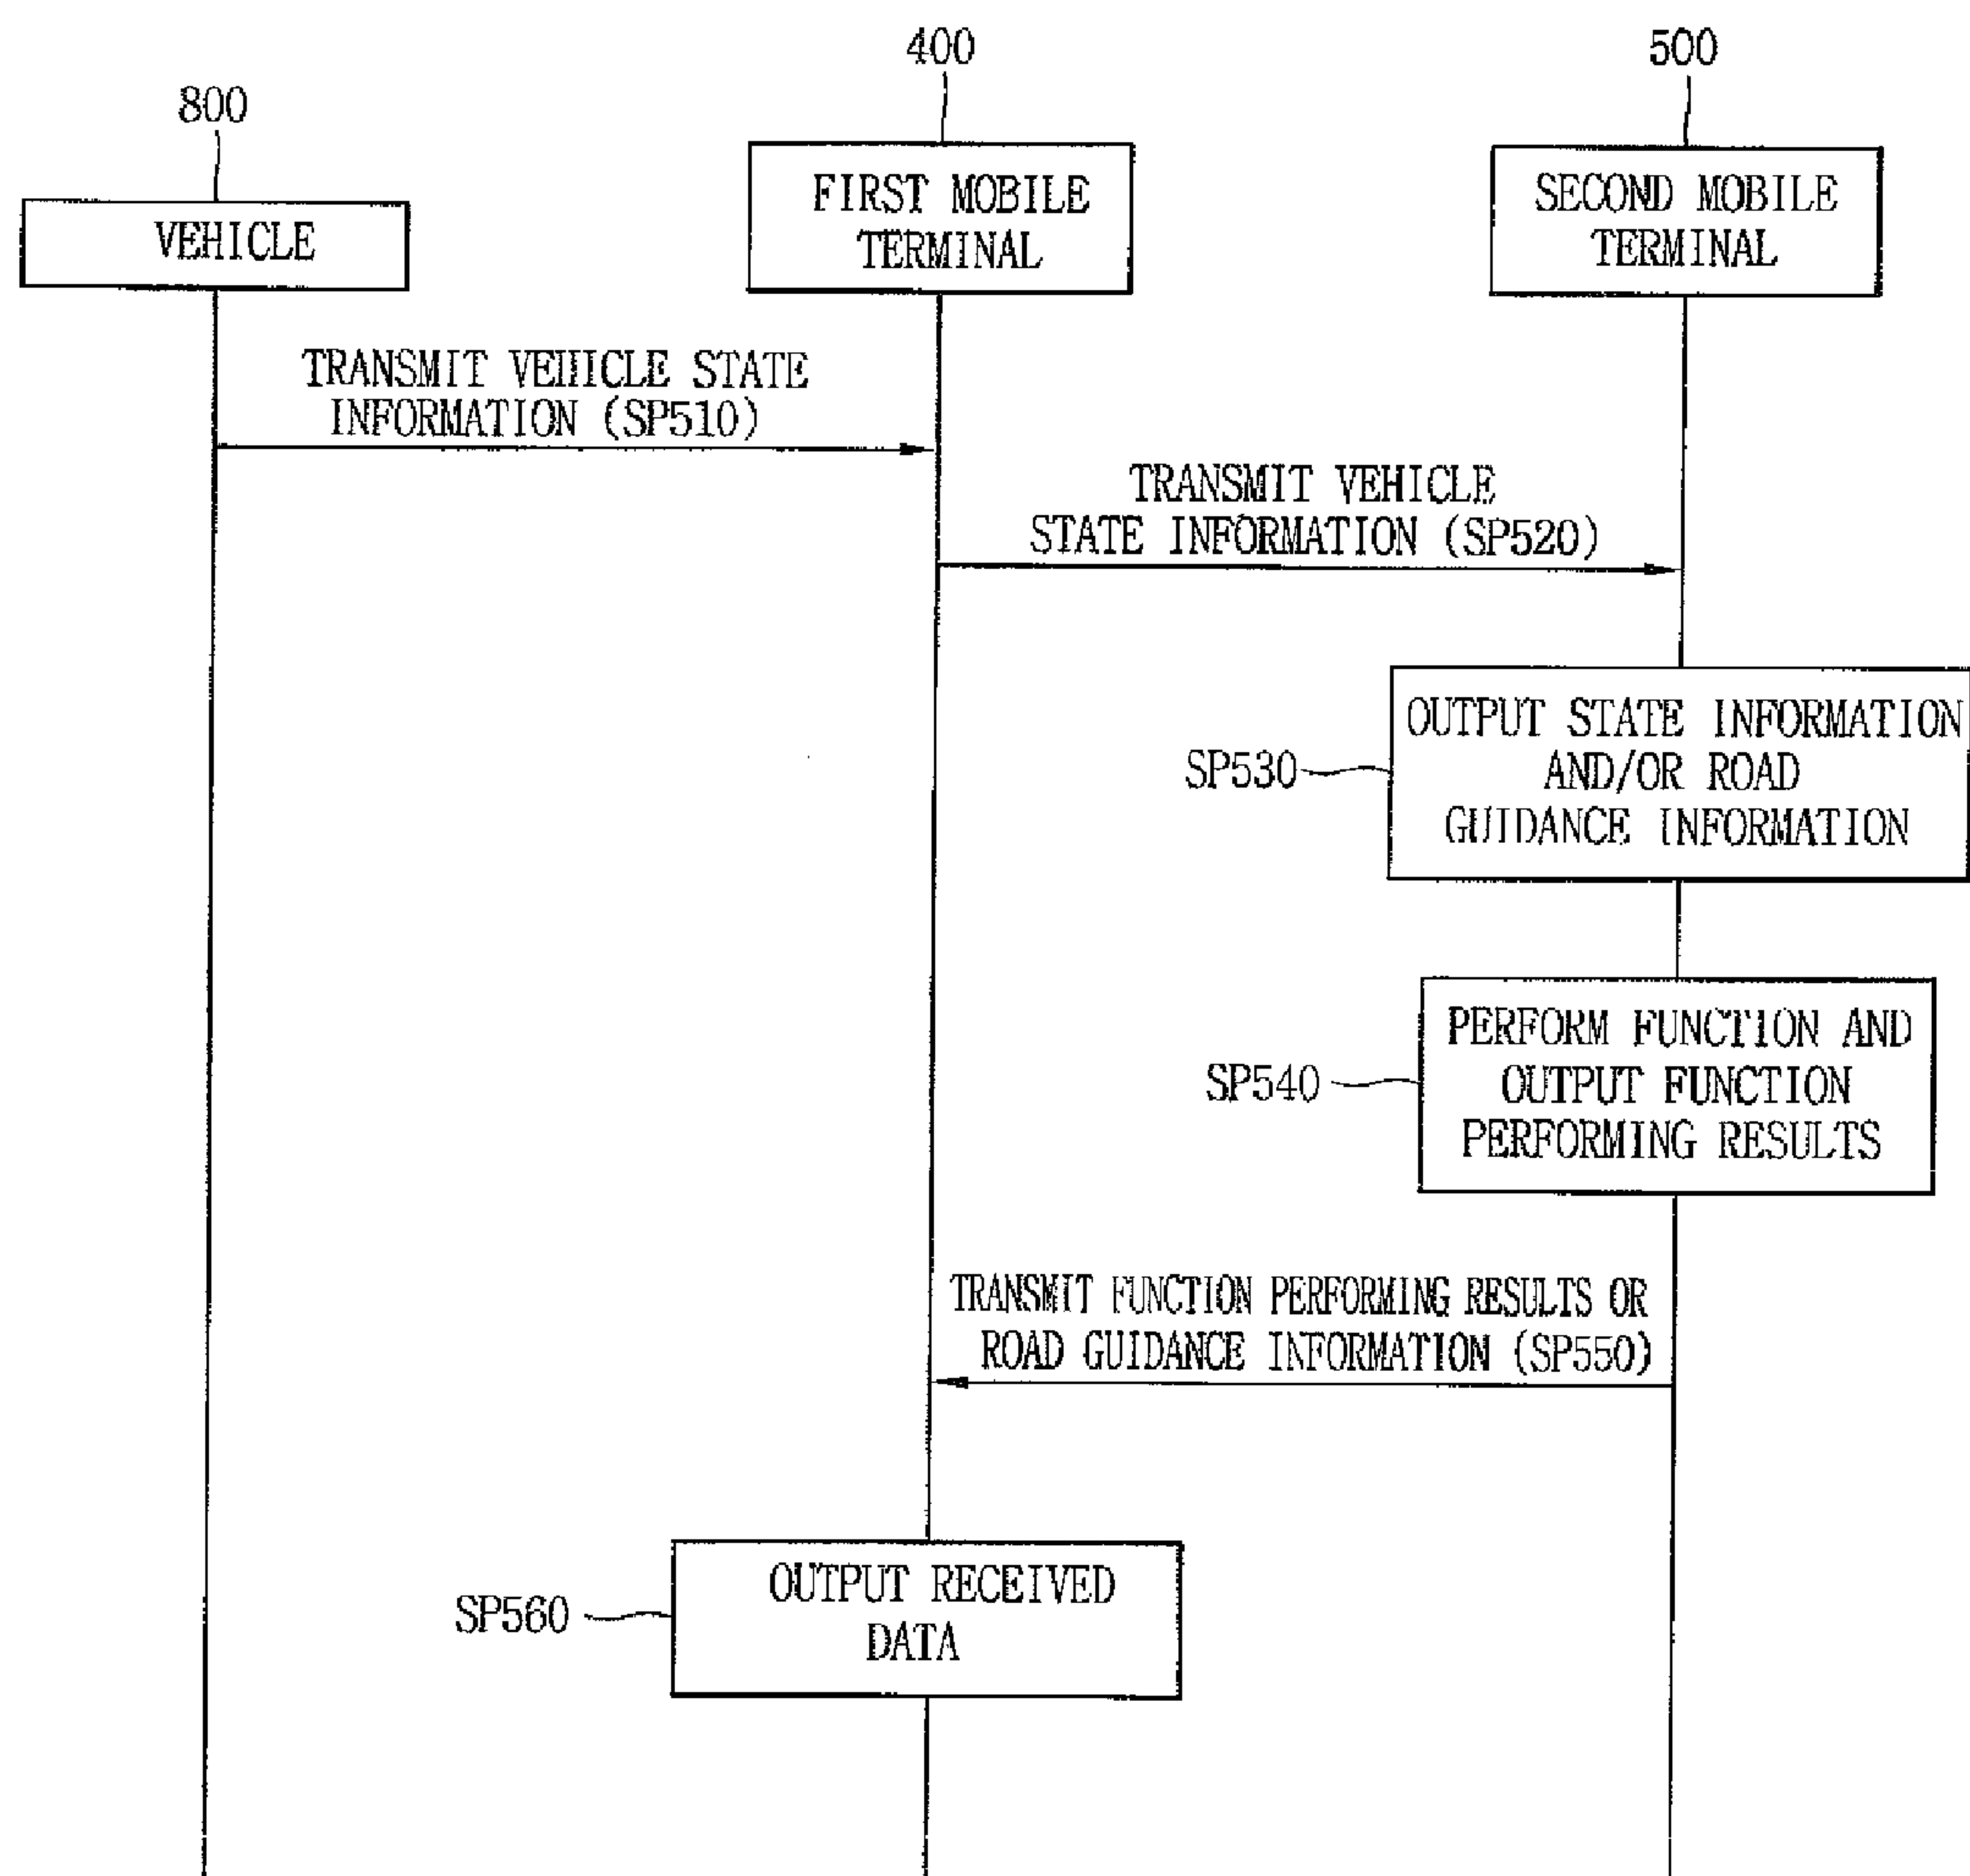 400
500
800
FIRST MOBILE
TERMINAL
SECOND MOBILE
TERMINAL
VEHICLE
TRANSMIT VEHICLE STATE
INFORMATION (SP510)
TRANSMIT VEHICLE
STATE INFORMATION (SP520)
OUTPUT STATE INFORMATION
AND/OR ROAD
GUIDANCE INFORMATION
SP530
PERFORM FUNCTION AND
OUTPUT FUNCTION
PERFORMING RESULTS
SP540
TRANSMIT FUNCTION PERFORMING RESULTS OR
ROAD GUIDANCE INFORMATION (SP550)
OUTPUT RECEIVED
DATA
SP560